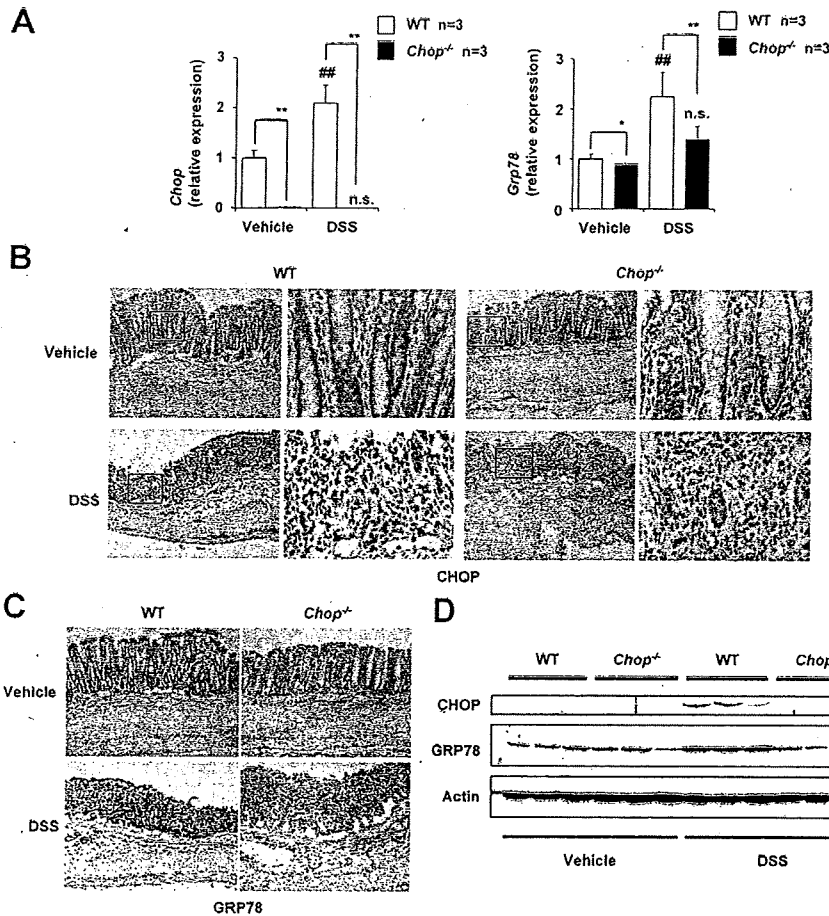 A
WT n=3
Chop-/- n=3
**
##
**
3
2
1
0
Chop
(relative expression)
n.s.
Vehicle
DSS
WT n=3
Chop-/- n=3
**
##
n.s.
*
3
2
1
0
Grp78
(relative expression)
Vehicle
DSS
B
WT
Chop-/-
Vehicle
DSS
CHOP
C
WT
Chop-/-
Vehicle
DSS
GRP78
D
WT
Chop-/-
WT
Chop
CHOP
GRP78
Actin
Vehicle
DSS